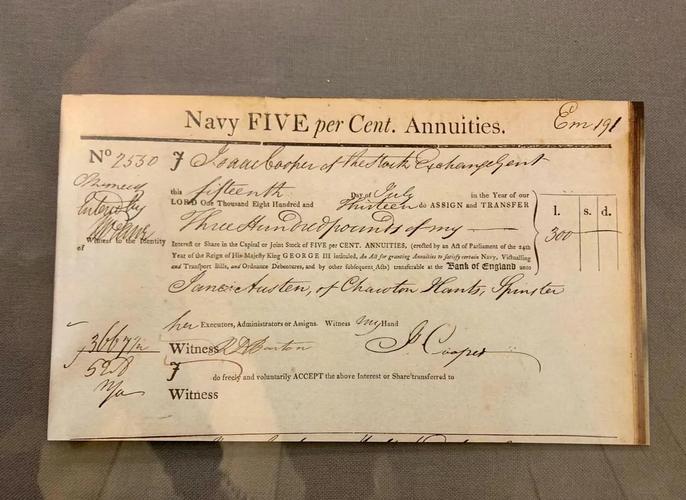 Navy FIVE per Cent. Annuities.
Em 191
No 2530 I Isaac Cooper of the Stock Exchange Gent
this fifteenth Day of July in the Year of our
LORD One Thousand Eight Hundred and Thirteen do ASSIGN and TRANSFER
l. s. d.
Three Hundred pounds of my
300
Witness to the Identity
of
Interest or Share in the Capital or Joint Stock of FIVE per CENT. ANNUITIES, (erected by an Act of Parliament of the 24th
Year of the Reign of His Majesty King GEORGE III intituled, An Act for granting Annuities to satisfy certain Navy, Victualling
and Transport Bills, and Ordnance Debentures, and by other subsequent Acts) transferable at the Bank of England unto
Jane Austen, of Chawton Hants, Spinster
her Executors, Administrators or Assigns. Witness my Hand
Witness Barton Is Cooper
528
I do freely and voluntarily ACCEPT the above Interest or Share transferred to
Witness